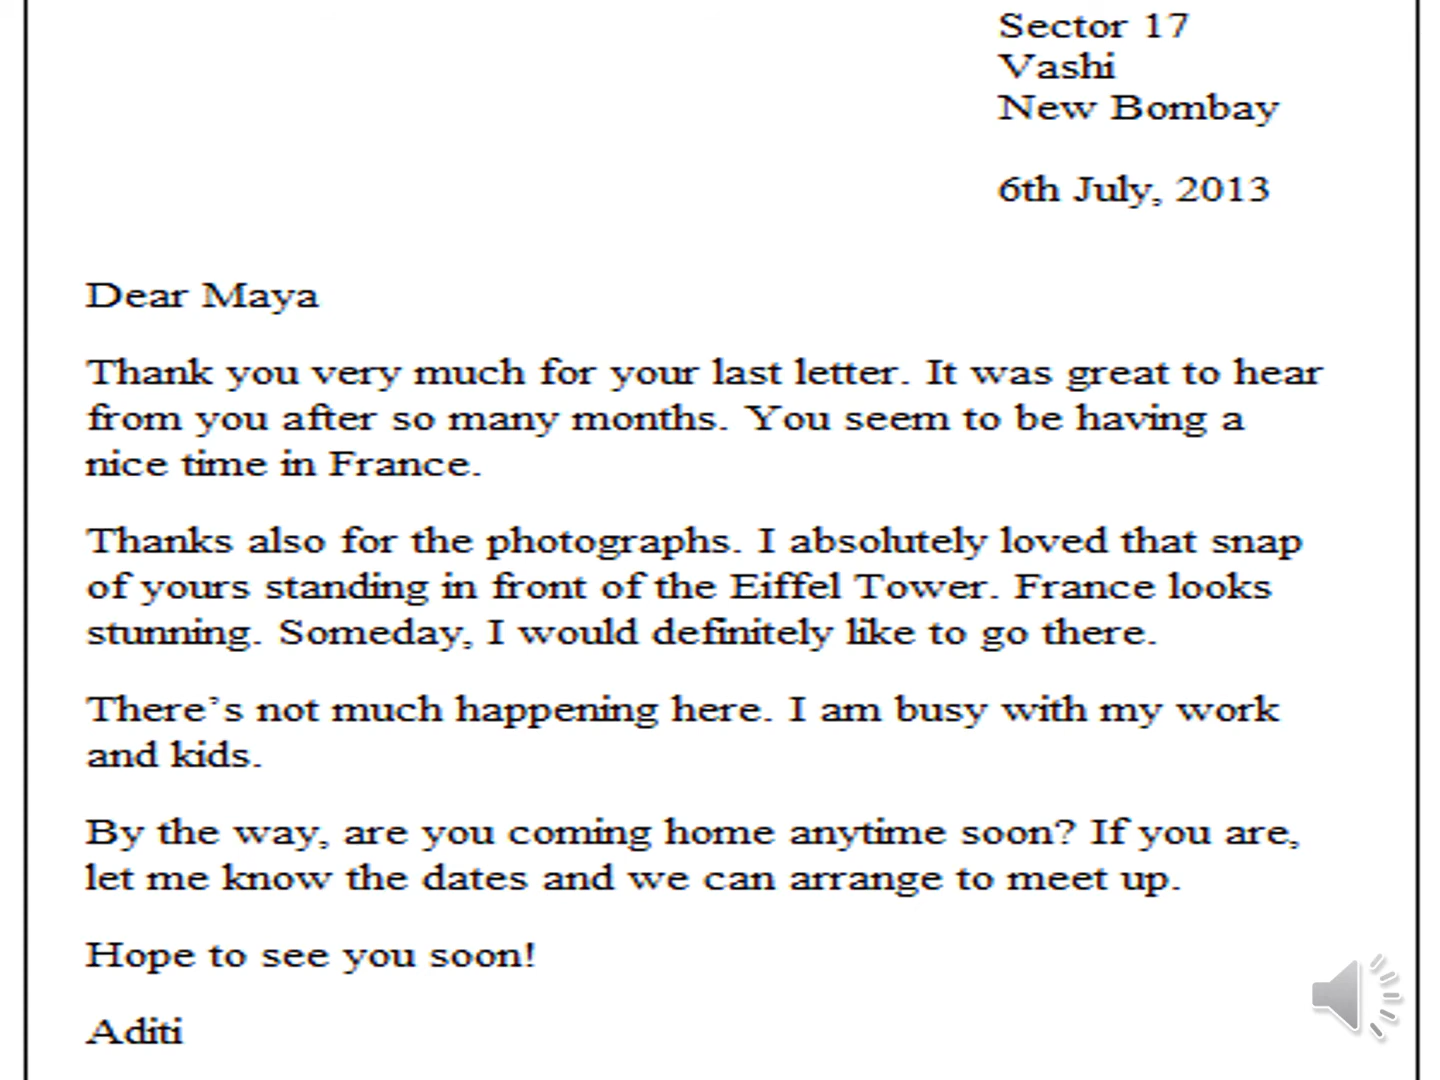 Sector 17
Vashi
New Bombay
6th July, 2013
Dear Maya
Thank you very much for your last letter. It was great to hear
from you after so many months. You seem to be having a
nice time in France.
Thanks also for the photographs. I absolutely loved that snap
of yours standing in front of the Eiffel Tower. France looks
stunning. Someday, I would definitely like to go there.
There’s not much happening here. I am busy with my work
and kids.
By the way, are you coming home anytime soon? If you are,
let me know the dates and we can arrange to meet up.
Hope to see you soon!
Aditi